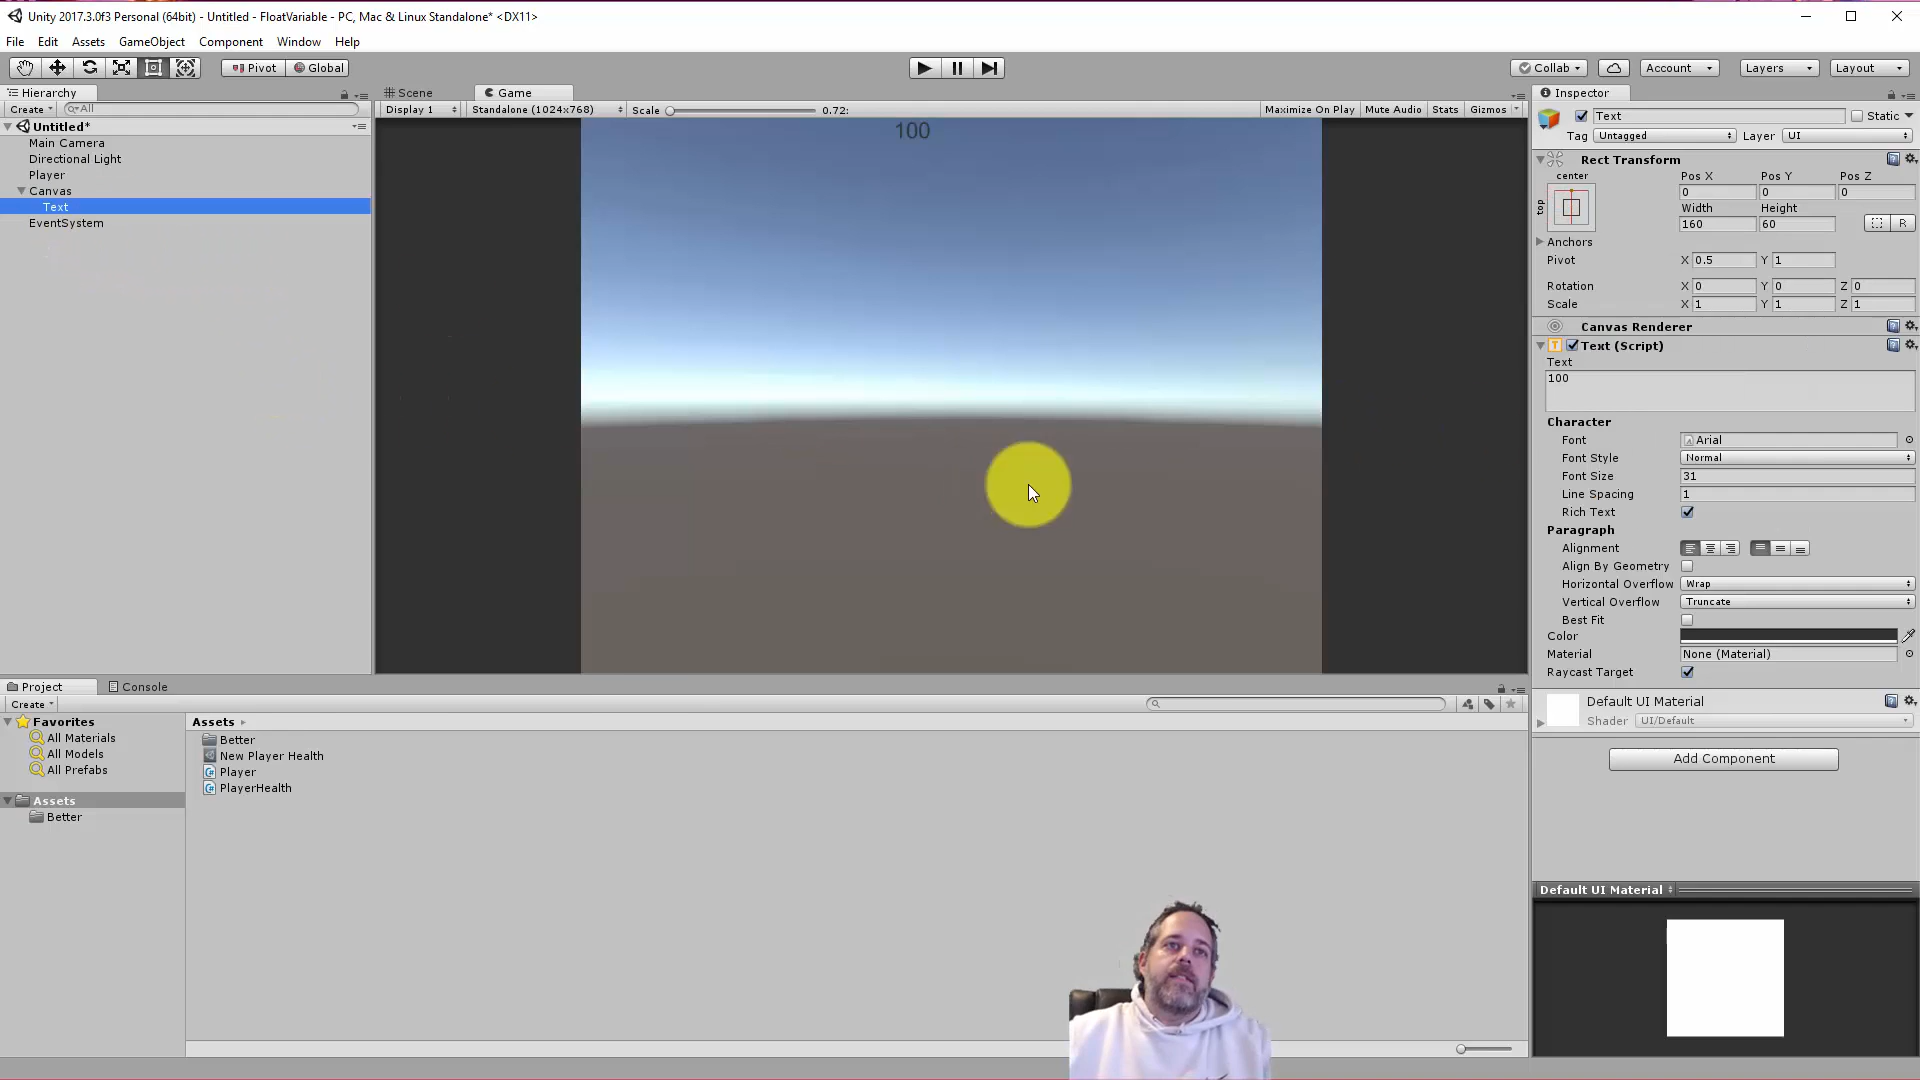 Unity 2017.3.0f3 Personal (64bit) - Untitled - FloatVariable - PC, Mac & Linux Standalone* <DX11>
File Edit Assets GameObject Component Window Help
Pivot Global Collab Account Layers Layout
Hierarchy
Create All
Untitled*
Main Camera
Directional Light
Player
Canvas
Text
EventSystem
Scene Game
Display 1 Standalone (1024x768) Scale 0.72: Maximize On Play Mute Audio Stats Gizmos
100
Inspector
Text Static
Tag Untagged Layer UI
Rect Transform
center Pos X Pos Y Pos Z
top 0 0 0
Width Height
160 60 R
Anchors
Pivot X 0.5 Y 1
Rotation X 0 Y 0 Z 0
Scale X 1 Y 1 Z 1
Canvas Renderer
Text (Script)
Text
100
Character
Font Arial
Font Style Normal
Font Size 31
Line Spacing 1
Rich Text
Paragraph
Alignment
Align By Geometry
Horizontal Overflow Wrap
Vertical Overflow Truncate
Best Fit
Color
Material None (Material)
Raycast Target
Default UI Material
Shader UI/Default
Add Component
Default UI Material
Project Console
Create
Favorites
All Materials
All Models
All Prefabs
Assets
Better
Assets
Better
New Player Health
Player
PlayerHealth